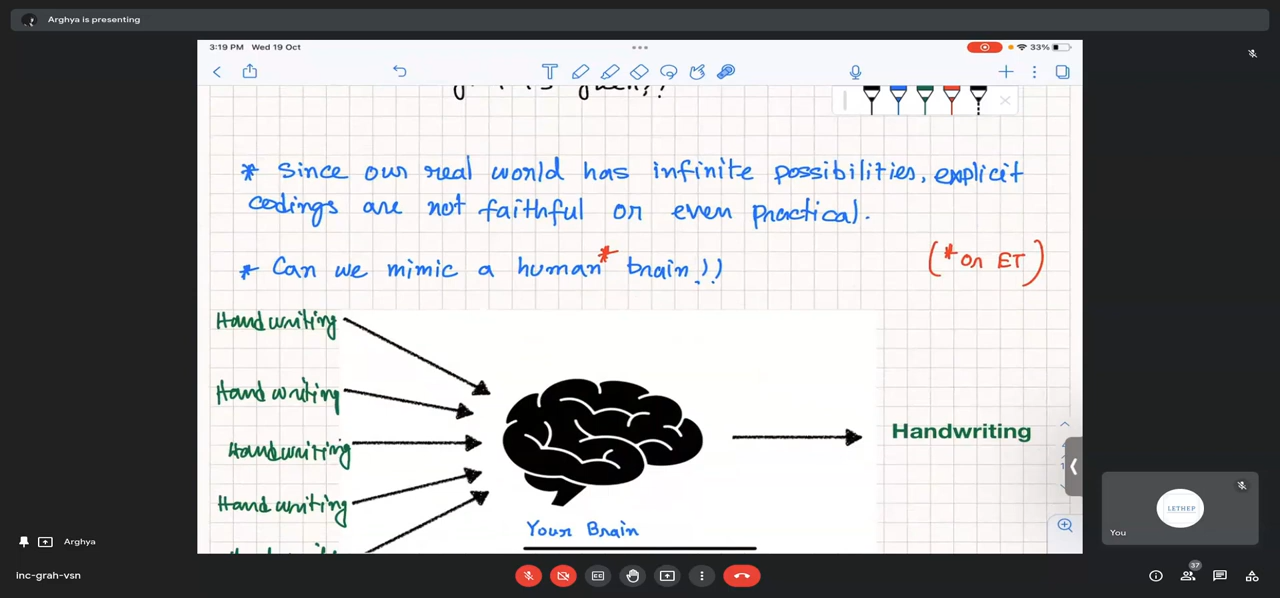 Arghya is presenting
3:19 PM Wed 19 Oct
33%
* Since our real world has infinite possibilities, explicit
codings are not faithful or even practical.
* Can we mimic a human* brain!!
(*or ET)
Handwriting
Handwriting
Handwriting
Handwriting
Handwriting
Your Brain
LETHEP
You
Arghya
lnc-grah-vsn
37